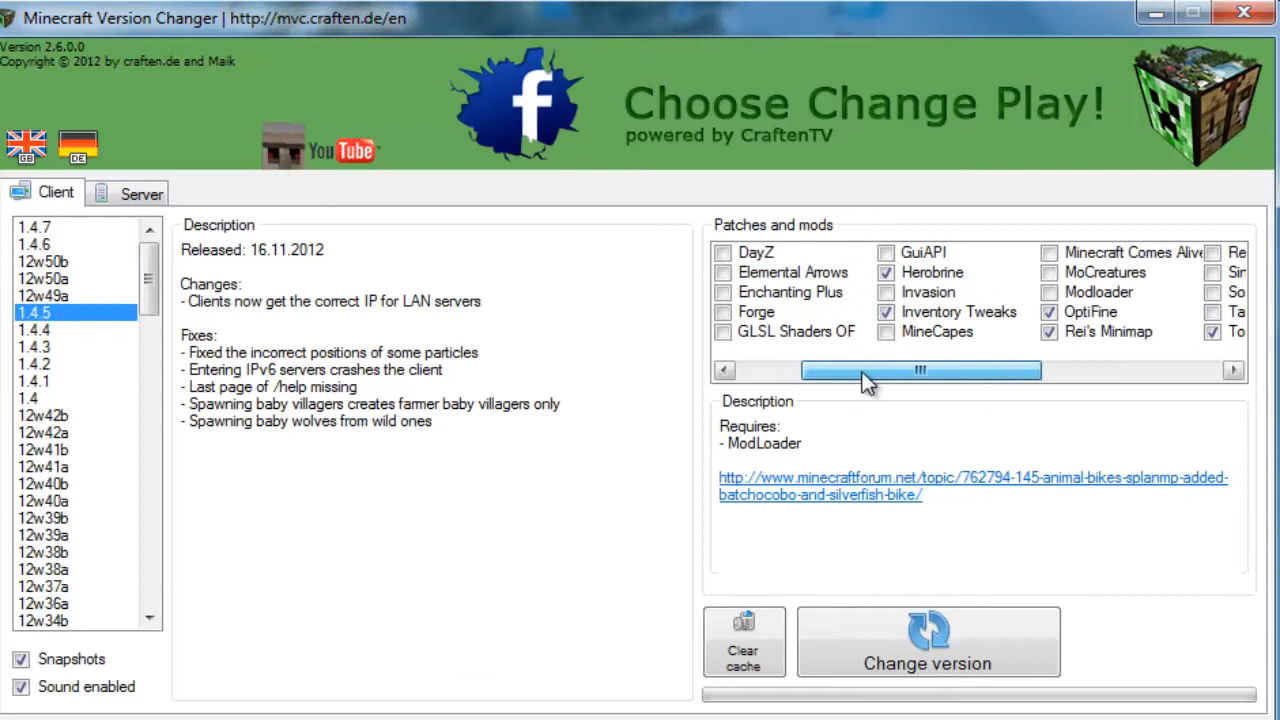 Minecraft Version Changer | http://mvc.craften.de/en
Version 2.6.0.0
Copyright © 2012 by craften.de and Maik
GB
DE
You Tube
f
Choose Change Play!
powered by CraftenTV
Client
Server
1.4.7
1.4.6
12w50b
12w50a
12w49a
1.4.5
1.4.4
1.4.3
1.4.2
1.4.1
1.4
12w42b
12w42a
12w41b
12w41a
12w40b
12w40a
12w39b
12w39a
12w38b
12w38a
12w37a
12w36a
12w34b
Snapshots
Sound enabled
Description
Released: 16.11.2012
Changes:
- Clients now get the correct IP for LAN servers
Fixes:
- Fixed the incorrect positions of some particles
- Entering IPv6 servers crashes the client
- Last page of /help missing
- Spawning baby villagers creates farmer baby villagers only
- Spawning baby wolves from wild ones
Patches and mods
DayZ GuiAPI Minecraft Comes Alive Re
Elemental Arrows Herobrine MoCreatures Sin
Enchanting Plus Invasion Modloader So
Forge Inventory Tweaks OptiFine Ta
GLSL Shaders OF MineCapes Rei's Minimap To
Description
Requires:
- ModLoader
http://www.minecraftforum.net/topic/762794-145-animal-bikes-splanmp-added-
batchocobo-and-silverfish-bike/
Clear
cache
Change version